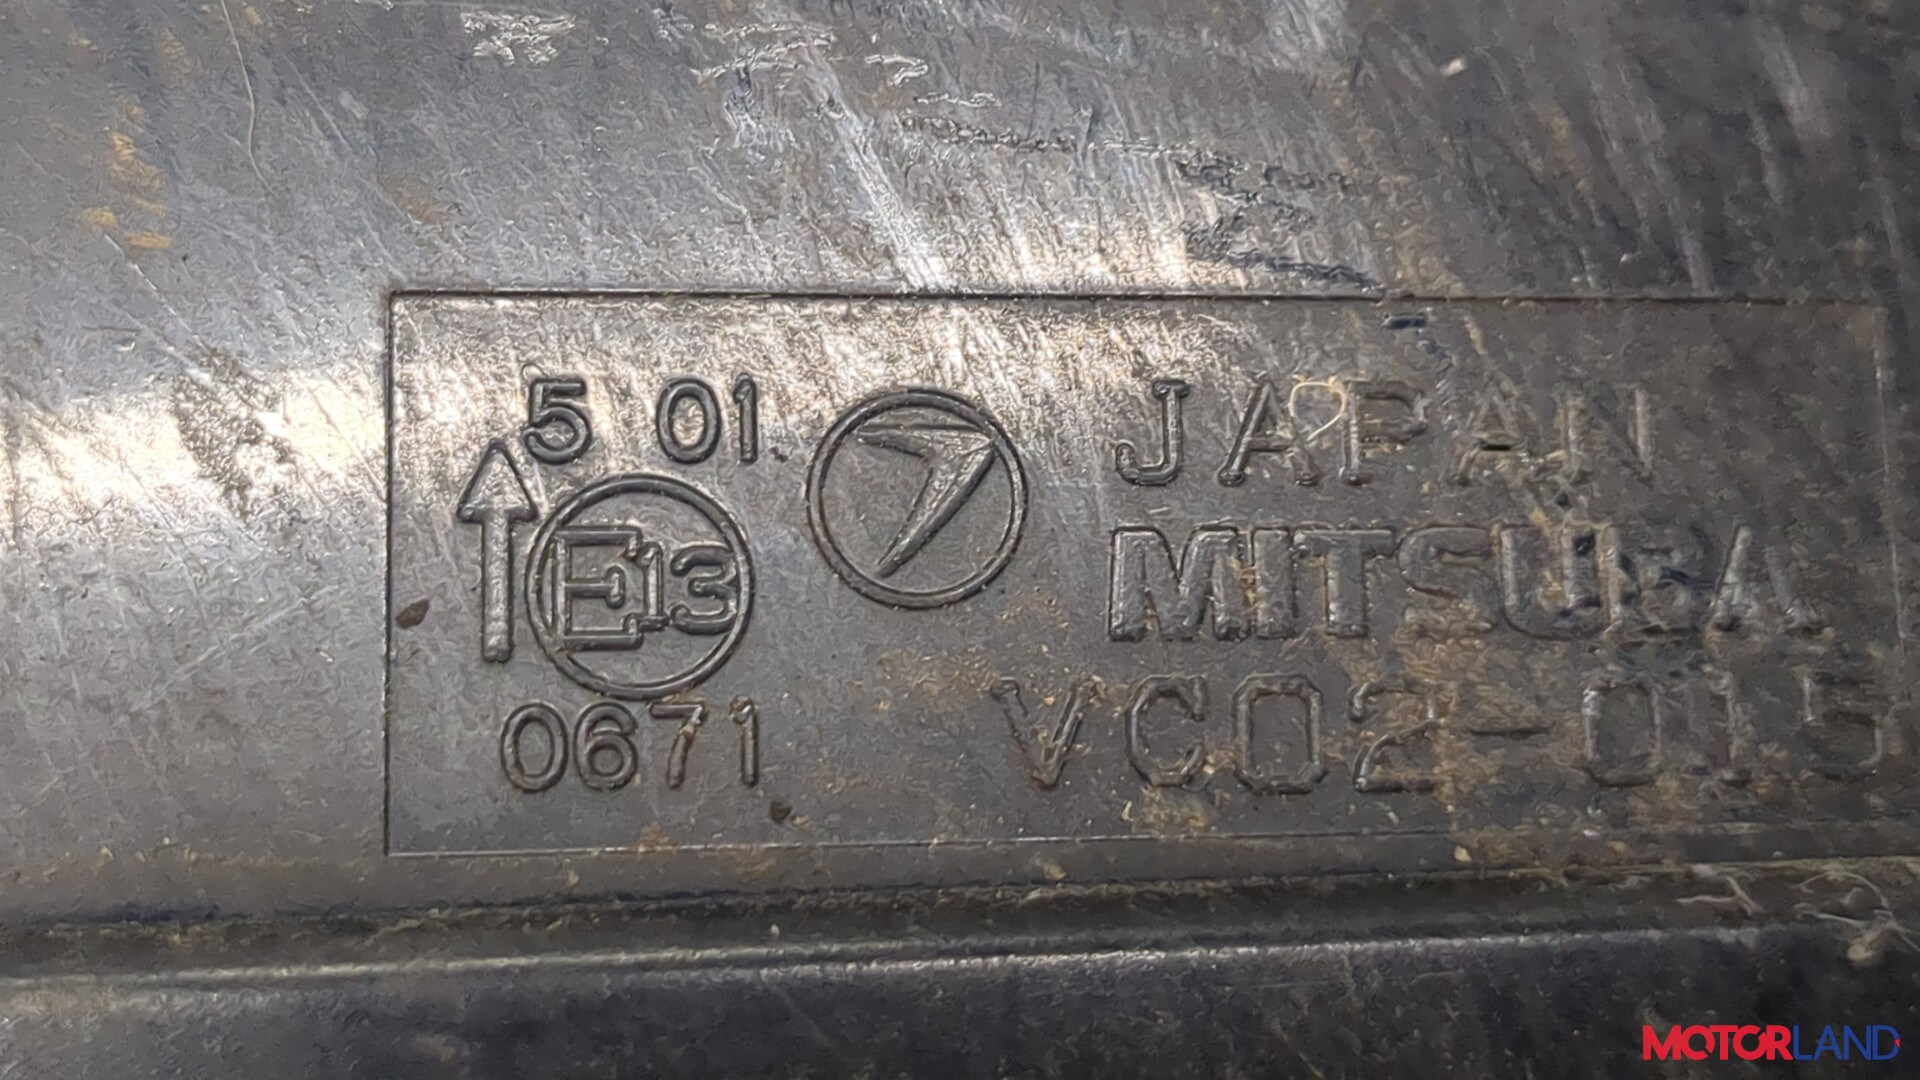 5 01
E13
0671
JAPAN
MITSUBA
VC02-015
MOTORLAND